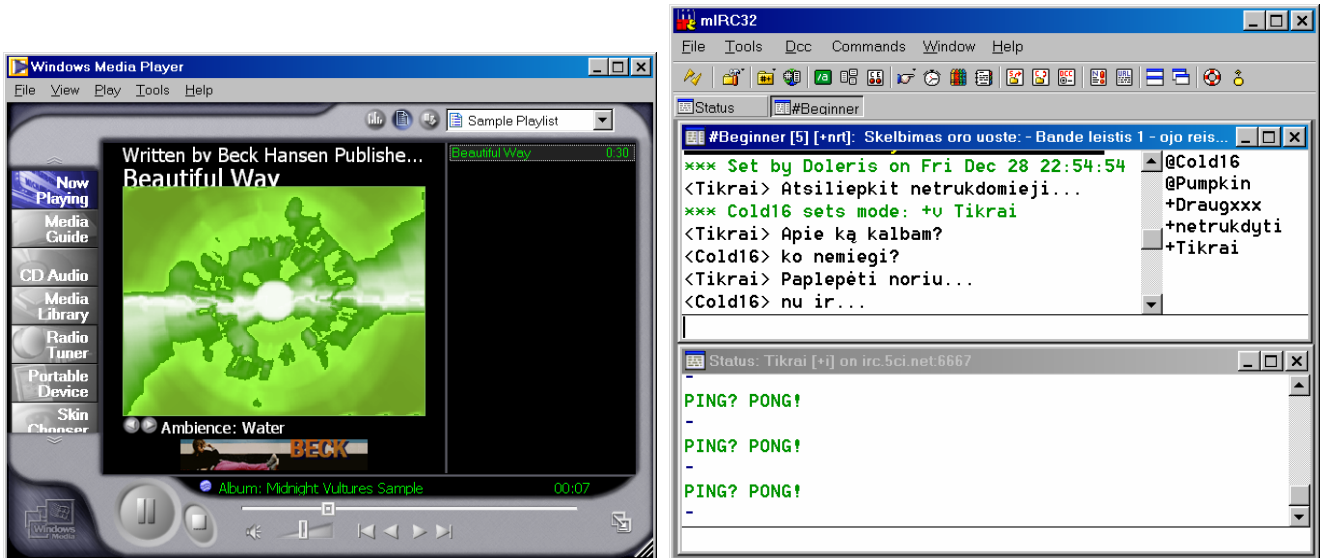 Windows Media Player
File View Play Tools Help
Sample Playlist
Written by Beck Hansen Publishe...
Beautiful Way
Beautiful Way 0:30
Now Playing
Media Guide
CD Audio
Media Library
Radio Tuner
Portable Device
Skin Chooser
Ambience: Water
BECK
Album: Midnight Vultures Sample 00:07
Windows Media
mIRC32
File Tools Dcc Commands Window Help
Status #Beginner
#Beginner [5] [+nrt]: Skelbimas oro uoste: - Bande leistis 1 - ojo reis...
*** Set by Doleris on Fri Dec 28 22:54:54
<Tikrai> Atsiliepkit netrukdomieji...
*** Cold16 sets mode: +v Tikrai
<Tikrai> Apie ką kalbam?
<Cold16> ko nemiegi?
<Tikrai> Paplepėti noriu...
<Cold16> nu ir...
@Cold16
@Pumpkin
+Draugxxx
+netrukdyti
+Tikrai
Status: Tikrai [+i] on irc.5ci.net:6667
-
PING? PONG!
-
PING? PONG!
-
PING? PONG!
-